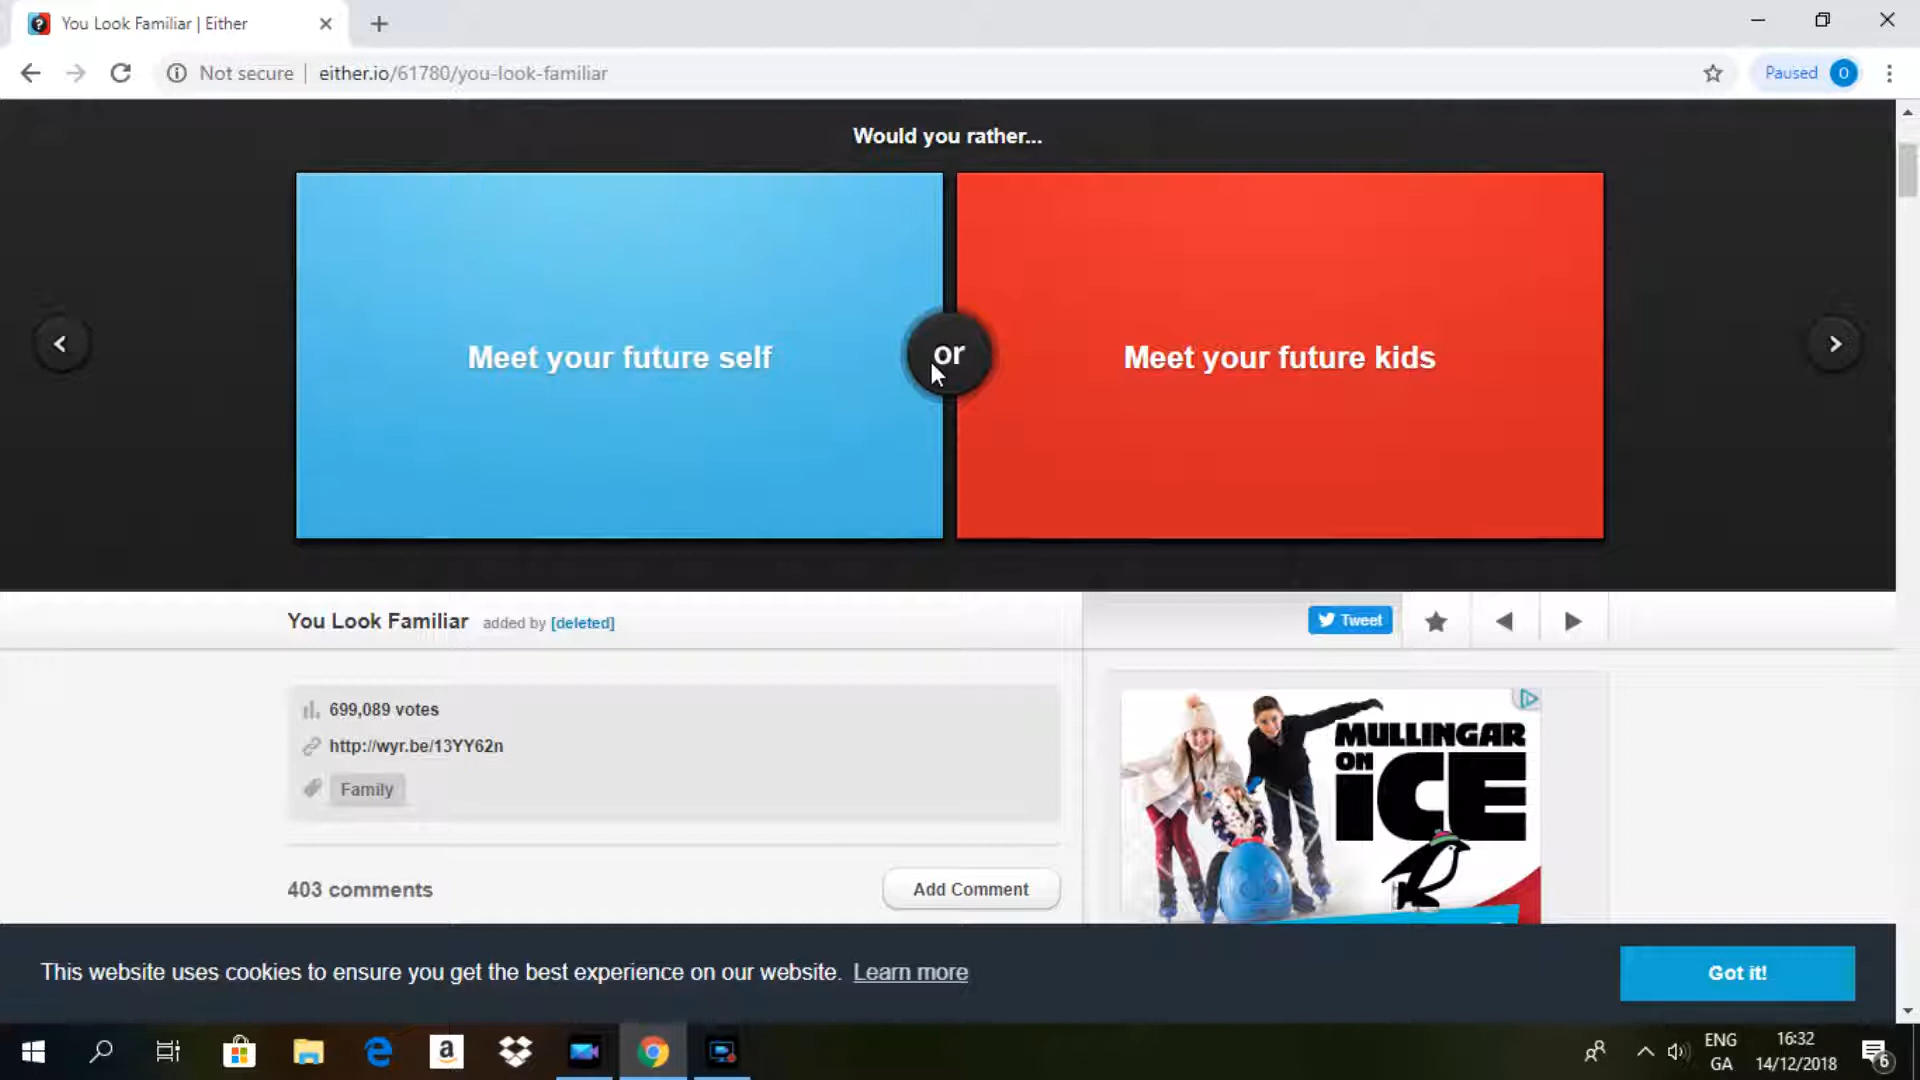 You Look Familiar | Either
Not secure
either.io/61780/you-look-familiar
Paused
O
Would you rather...
Meet your future self
or
Meet your future kids
You Look Familiar
added by [deleted]
Tweet
699,089 votes
http://wyr.be/13YY62n
Family
MULLINGAR
ON
ICE
403 comments
Add Comment
This website uses cookies to ensure you get the best experience on our website. Learn more
Got it!
a
ENG
GA
16:32
14/12/2018
6